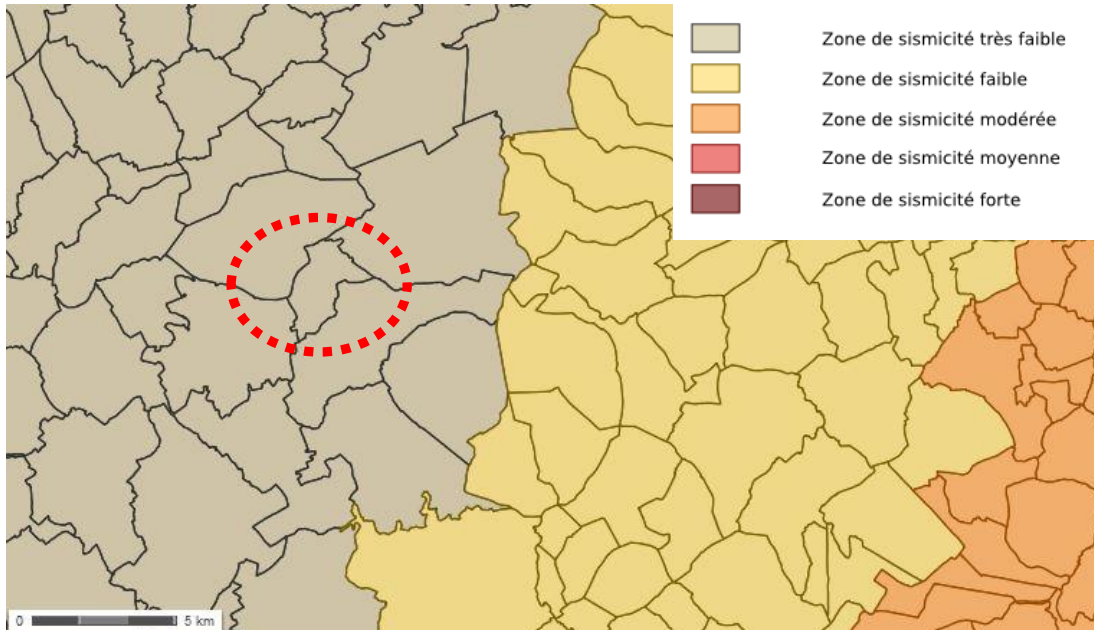 Zone de sismicité très faible
Zone de sismicité faible
Zone de sismicité modérée
Zone de sismicité moyenne
Zone de sismicité forte
0 5 km